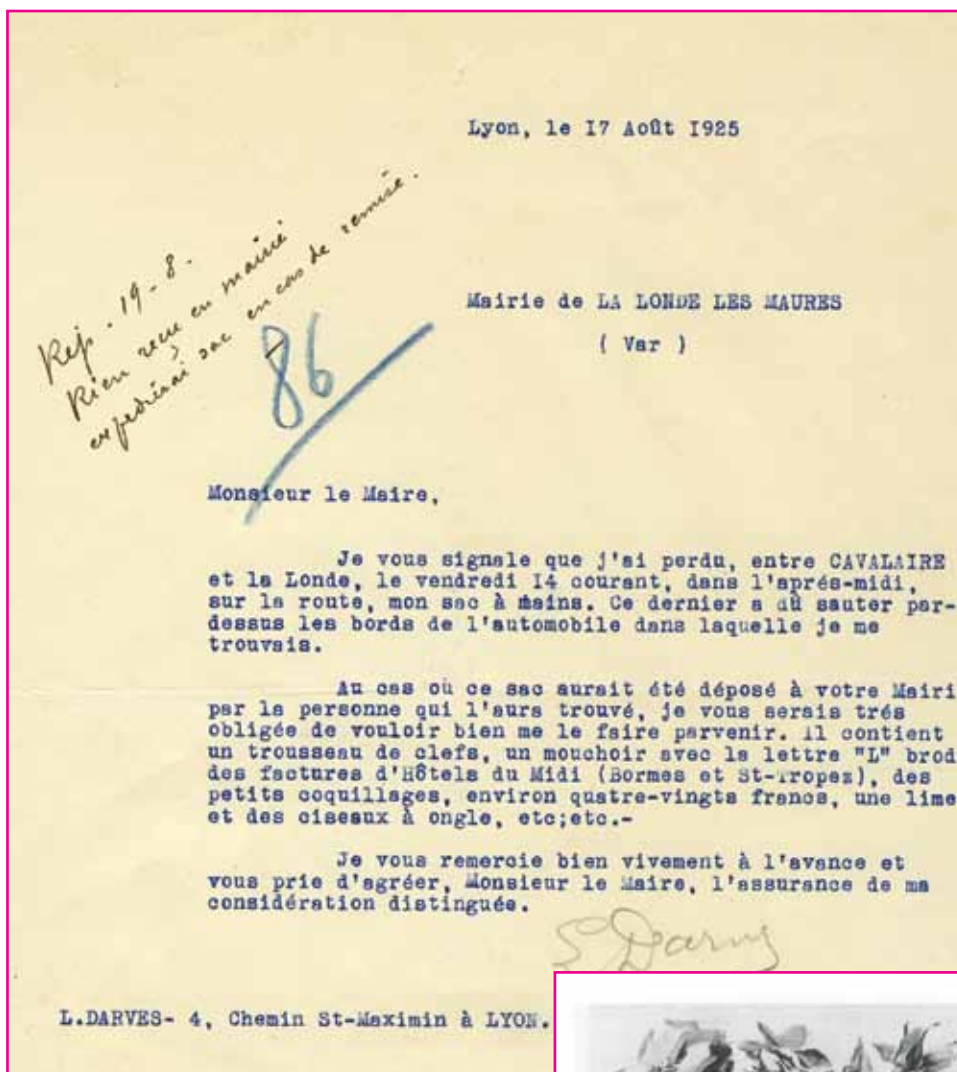 Lyon, le I7 Août I925
Rép. 19-8.
Rien reçu en mairie
expédierai sac en cas de remise.
86
Mairie de LA LONDE LES MAURES
( Var )
Monsieur le Maire,
Je vous signale que j'ai perdu, entre CAVALAIRE
et la Londe, le vendredi I4 courant, dans l'aprés-midi,
sur la route, mon sac à mains. Ce dernier a dû sauter par-
dessus les bords de l'automobile dans laquelle je me
trouvais.
Au cas où ce sac aurait été déposé à votre Mairi
par la personne qui l'aura trouvé, je vous serais trés
obligée de vouloir bien me le faire parvenir. Il contient
un trousseau de clefs, un mouchoir avec la lettre "L" brod
des factures d'Hôtels du Midi (Bormes et St-Tropez), des
petits coquillages, environ quatre-vingts francs, une lime
et des ciseaux à ongle, etc;etc.-
Je vous remercie bien vivement à l'avance et
vous prie d'agréer, Monsieur le Maire, l'assurance de ma
considération distinguée.
L Darves
L.DARVES- 4, Chemin St-Maximin à LYON.